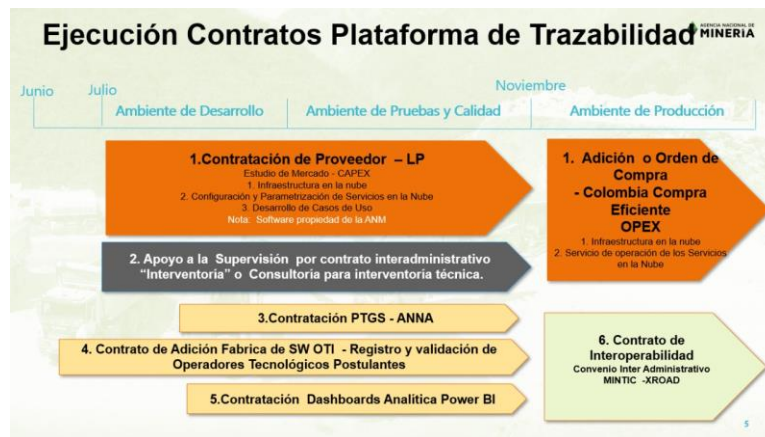 Ejecución Contratos Plataforma de Trazabilidad
AGENCIA NACIONAL DE
MINERÍA
Junio
Julio
Noviembre
Ambiente de Desarrollo
Ambiente de Pruebas y Calidad
Ambiente de Producción
1.Contratación de Proveedor – LP
Estudio de Mercado - CAPEX
1. Infraestructura en la nube
2. Configuración y Parametrización de Servicios en la Nube
3. Desarrollo de Casos de Uso
Nota: Software propiedad de la ANM
1. Adición o Orden de
Compra
- Colombia Compra
Eficiente
OPEX
1. Infraestructura en la nube
2. Servicio de operación de los Servicios
en la Nube
2. Apoyo a la Supervisión por contrato interadministrativo
“Interventoría” o Consultoria para interventoría técnica.
3.Contratación PTGS - ANNA
4. Contrato de Adición Fabrica de SW OTI - Registro y validación de
Operadores Tecnológicos Postulantes
5.Contratación Dashboards Analitica Power BI
6. Contrato de
Interoperabilidad
Convenio Inter Administrativo
MINTIC -XROAD
5